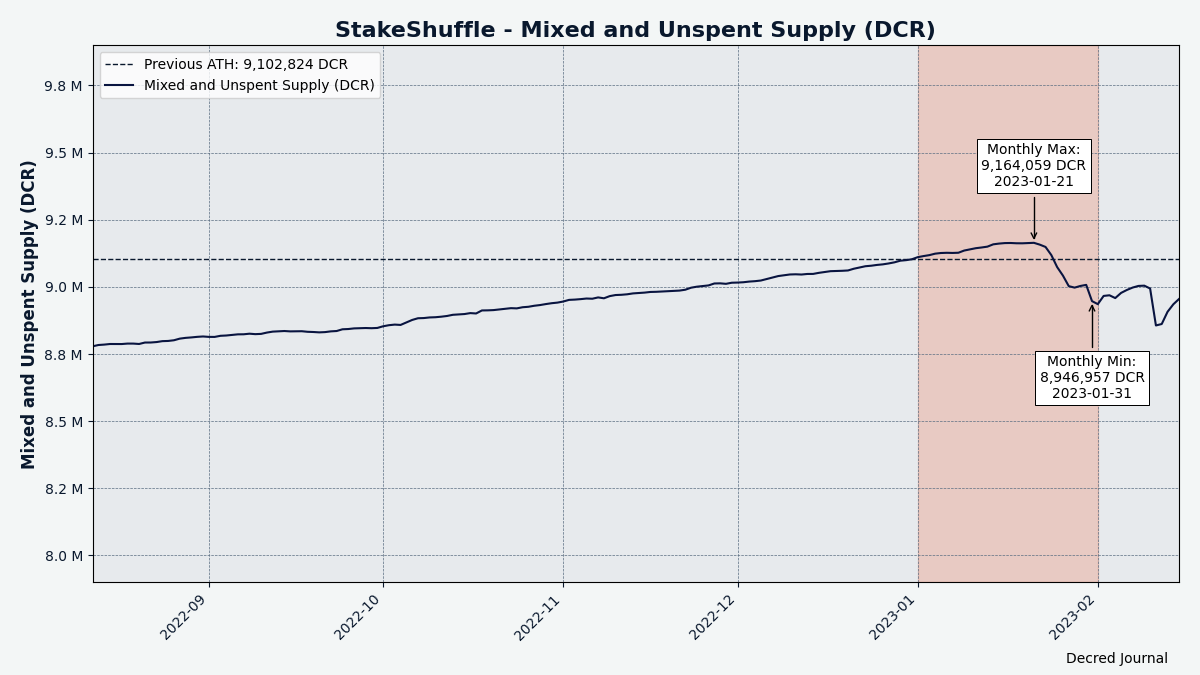 StakeShuffle - Mixed and Unspent Supply (DCR)
Previous ATH: 9,102,824 DCR
Mixed and Unspent Supply (DCR)
Mixed and Unspent Supply (DCR)
9.8 M
9.5 M
9.2 M
9.0 M
8.8 M
8.5 M
8.2 M
8.0 M
Monthly Max:
9,164,059 DCR
2023-01-21
Monthly Min:
8,946,957 DCR
2023-01-31
2022-09
2022-10
2022-11
2022-12
2023-01
2023-02
Decred Journal